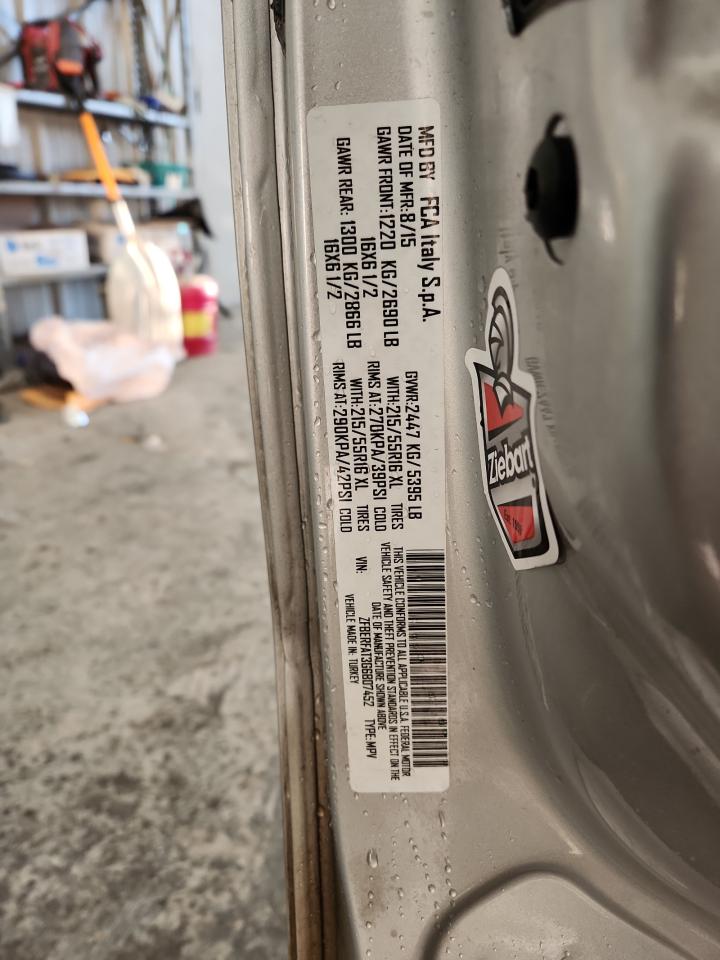 MFD BY FCA Italy S.p.A.
DATE OF MFR:8/15 GVWR:2447 KG/5395 LB
GAWR FRONT:1220 KG/2690 LB WITH:215/55R16 XL TIRES
16X6 1/2 RIMS AT:270KPA/39PSI COLD
GAWR REAR: 1300 KG/2866 LB WITH:215/55R16 XL TIRES
16X6 1/2 RIMS AT:290KPA/42PSI COLD
THIS VEHICLE CONFORMS TO ALL APPLICABLE U.S.A. FEDERAL MOTOR
VEHICLE SAFETY AND THEFT PREVENTION STANDARDS IN EFFECT ON THE
DATE OF MANUFACTURE SHOWN ABOVE
VIN: ZFBERFAT3G6B07452 TYPE:MPV
VEHICLE MADE IN: TURKEY
Ziebart